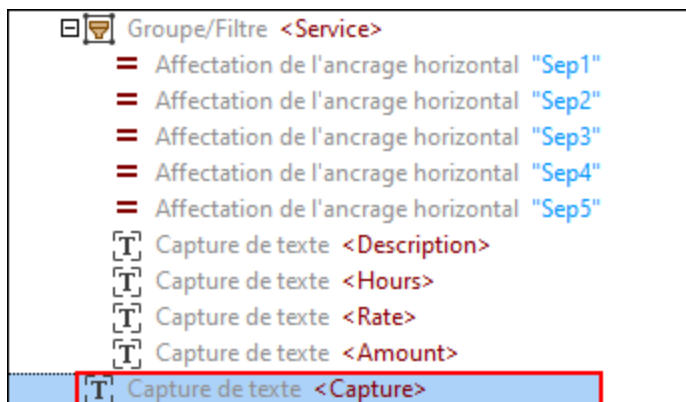 Groupe/Filtre <Service>
Affectation de l'ancrage horizontal "Sep1"
Affectation de l'ancrage horizontal "Sep2"
Affectation de l'ancrage horizontal "Sep3"
Affectation de l'ancrage horizontal "Sep4"
Affectation de l'ancrage horizontal "Sep5"
Capture de texte <Description>
Capture de texte <Hours>
Capture de texte <Rate>
Capture de texte <Amount>
Capture de texte <Capture>